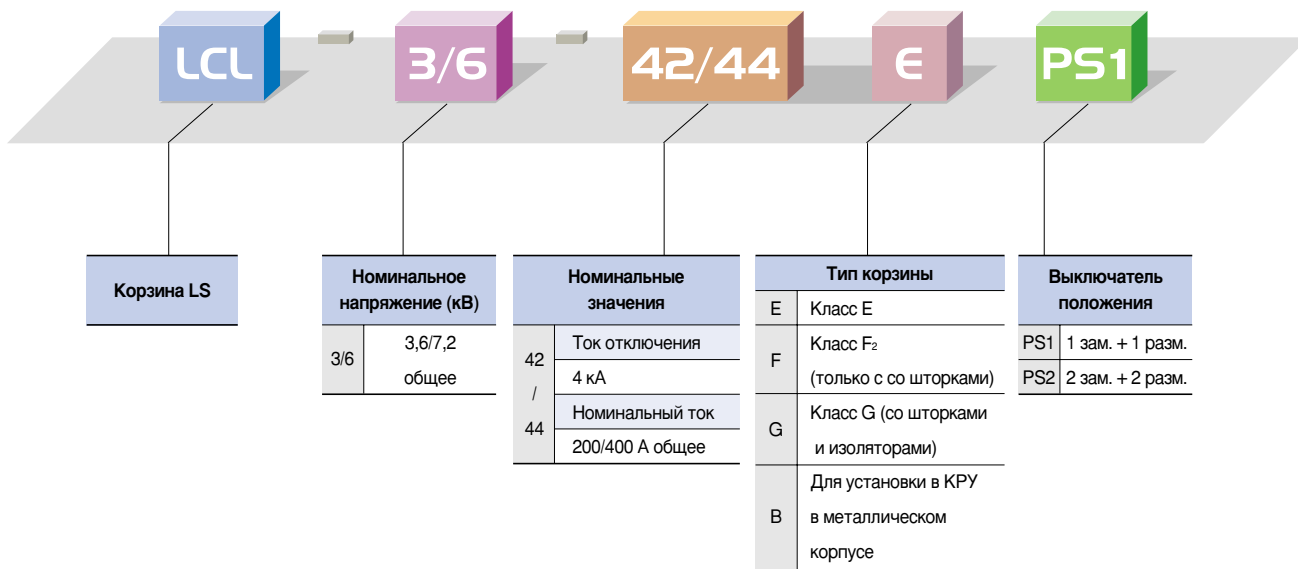 LCL
3/6
42/44
E
PS1
Корзина LS
Номинальное
напряжение (кВ)
3/6
3,6/7,2
общее
Номинальные
значения
42
/
44
Ток отключения
4 кА
Номинальный ток
200/400 А общее
Тип корзины
E
Класс E
F
Класс F₂
(только с со шторками)
G
Класс G (со шторками
и изоляторами)
B
Для установки в КРУ
в металлическом
корпусе
Выключатель
положения
PS1
1 зам. + 1 разм.
PS2
2 зам. + 2 разм.